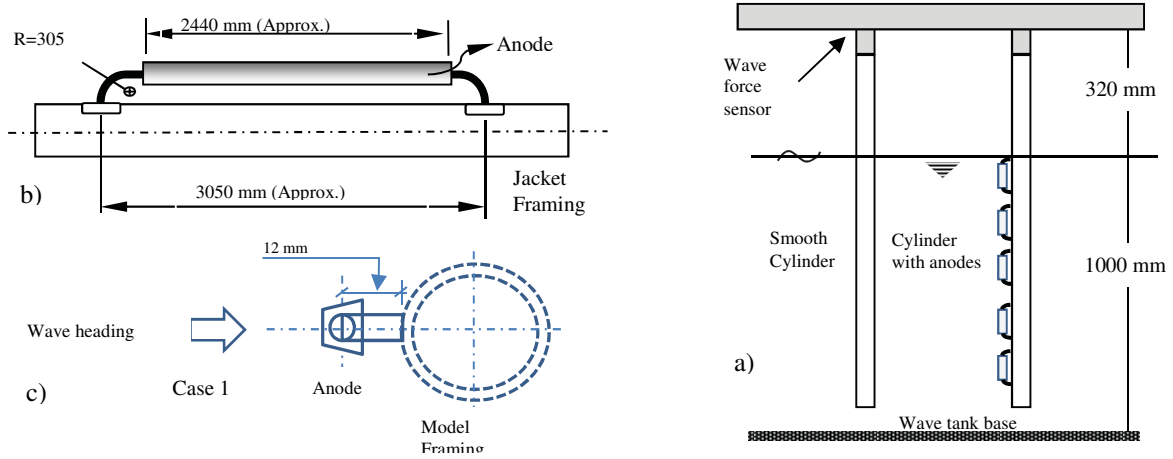 2440 mm (Approx.)
R=305
Anode
3050 mm (Approx.)
Jacket
Framing
b)
12 mm
Wave heading
Case 1
Anode
c)
Model
Framing
Wave
force
sensor
320 mm
Smooth
Cylinder
Cylinder
with anodes
1000 mm
a)
Wave tank base